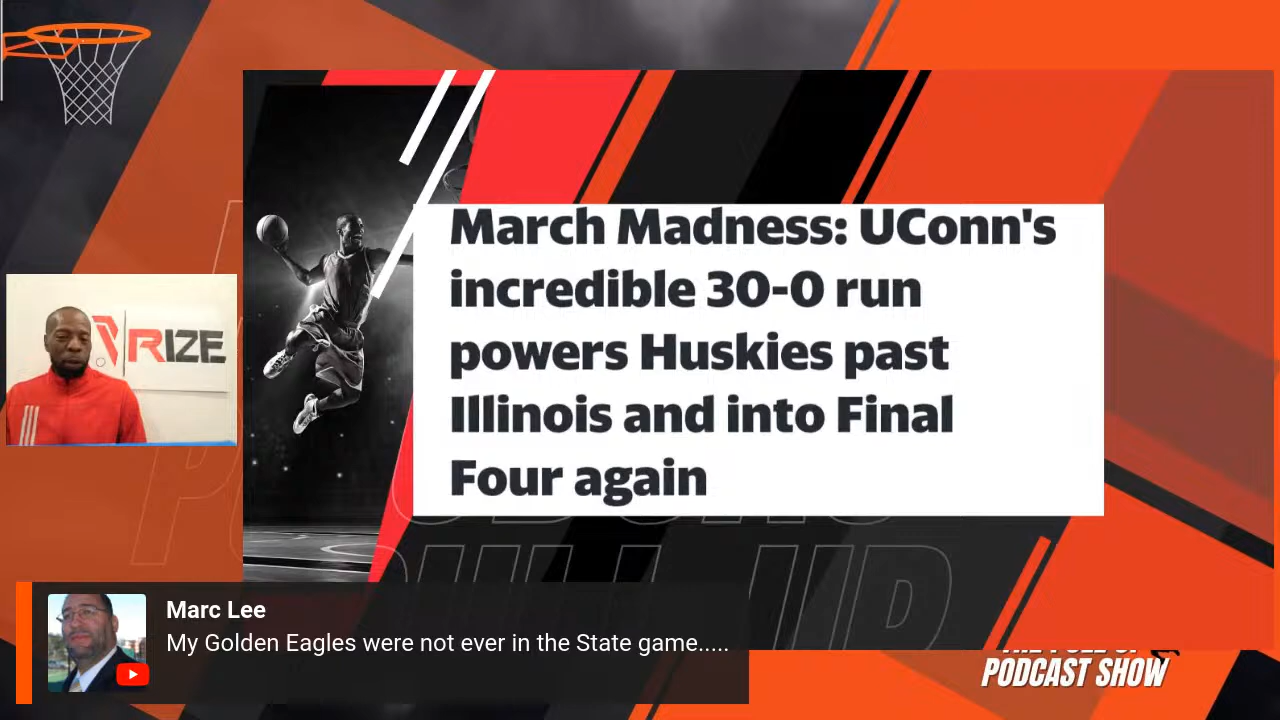 March Madness: UConn's
incredible 30-0 run
powers Huskies past
Illinois and into Final
Four again
RIZE
Marc Lee
My Golden Eagles were not ever in the State game.....
PODCAST SHOW